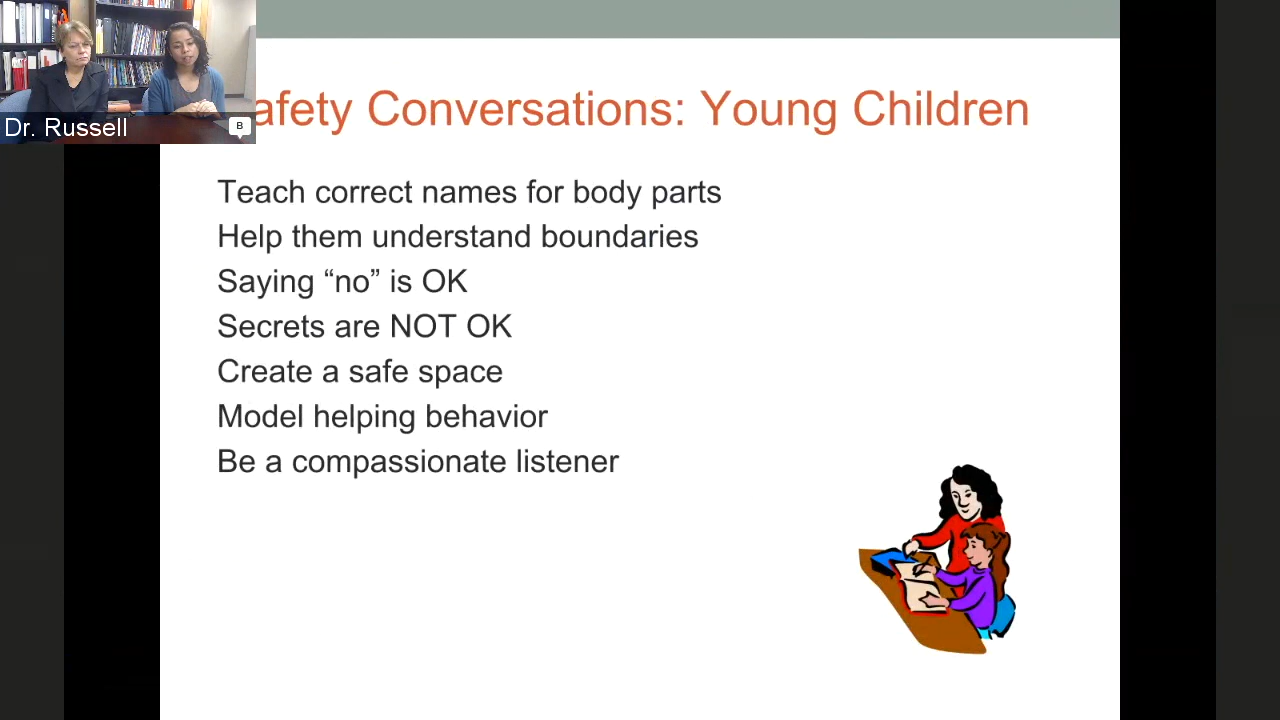 Dr. Russell
B
afety Conversations: Young Children
Teach correct names for body parts
Help them understand boundaries
Saying “no” is OK
Secrets are NOT OK
Create a safe space
Model helping behavior
Be a compassionate listener